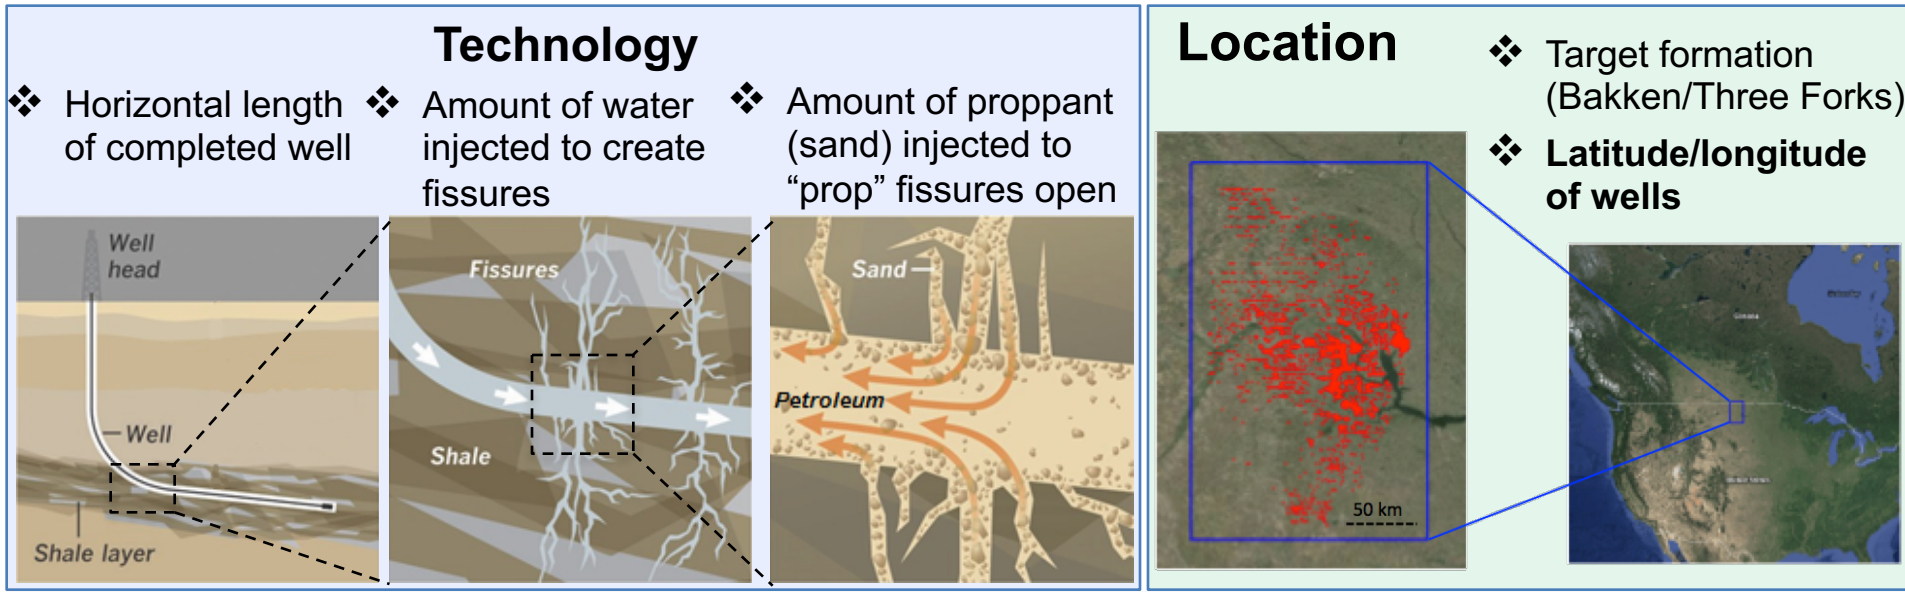 Technology
❖ Horizontal length
of completed well
❖ Amount of water
injected to create
fissures
❖ Amount of proppant
(sand) injected to
“prop” fissures open
Well
head
Well
Shale layer
Fissures
Shale
Sand
Petroleum
Location
❖ Target formation
(Bakken/Three Forks)
❖ Latitude/longitude
of wells
50 km